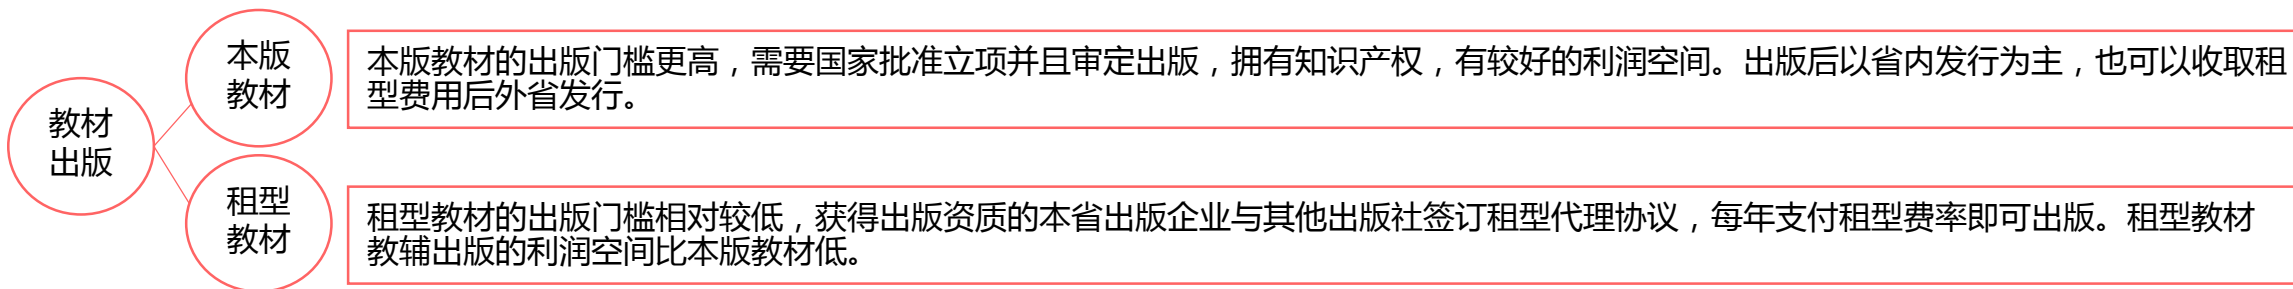 教材
出版
本版
教材
本版教材的出版门槛更高，需要国家批准立项并且审定出版，拥有知识产权，有较好的利润空间。出版后以省内发行为主，也可以收取租
型费用后外省发行。
租型
教材
租型教材的出版门槛相对较低，获得出版资质的本省出版企业与其他出版社签订租型代理协议，每年支付租型费率即可出版。租型教材
教辅出版的利润空间比本版教材低。